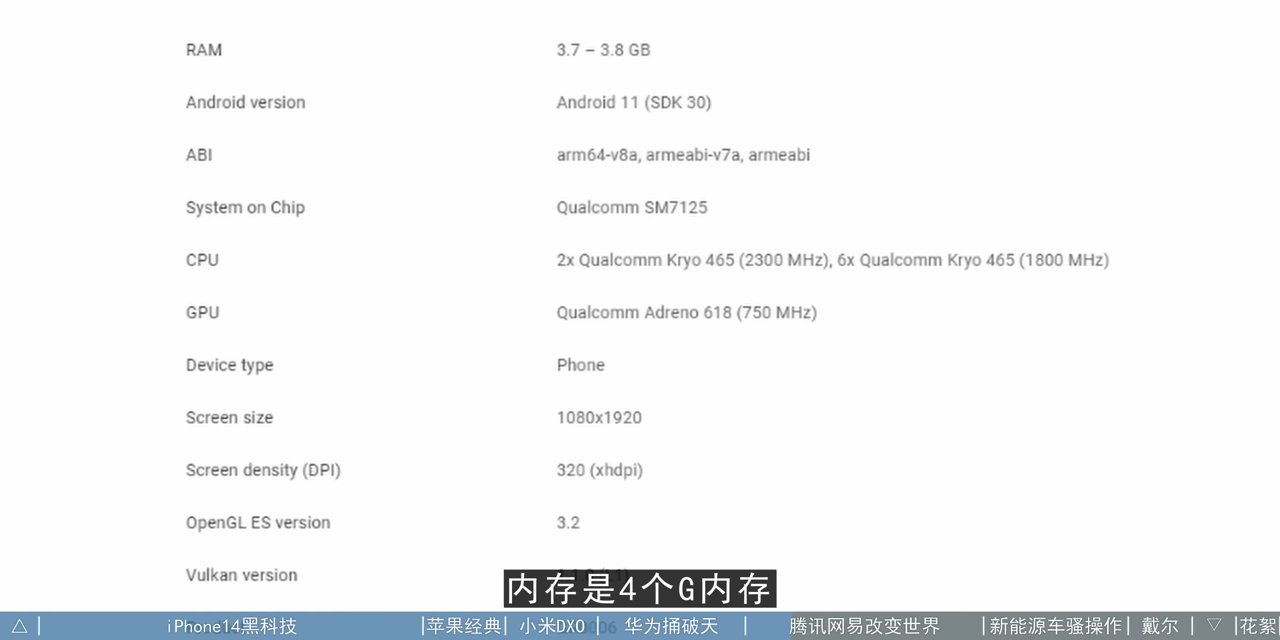 RAM 3.7 – 3.8 GB
Android version Android 11 (SDK 30)
ABI arm64-v8a, armeabi-v7a, armeabi
System on Chip Qualcomm SM7125
CPU 2x Qualcomm Kryo 465 (2300 MHz), 6x Qualcomm Kryo 465 (1800 MHz)
GPU Qualcomm Adreno 618 (750 MHz)
Device type Phone
Screen size 1080x1920
Screen density (DPI) 320 (xhdpi)
OpenGL ES version 3.2
Vulkan version
内存是4个G内存
△ | iPhone14黑科技 |苹果经典| 小米DXO | 华为捅破天 | 腾讯网易改变世界 |新能源车骚操作| 戴尔 | ▽ |花絮